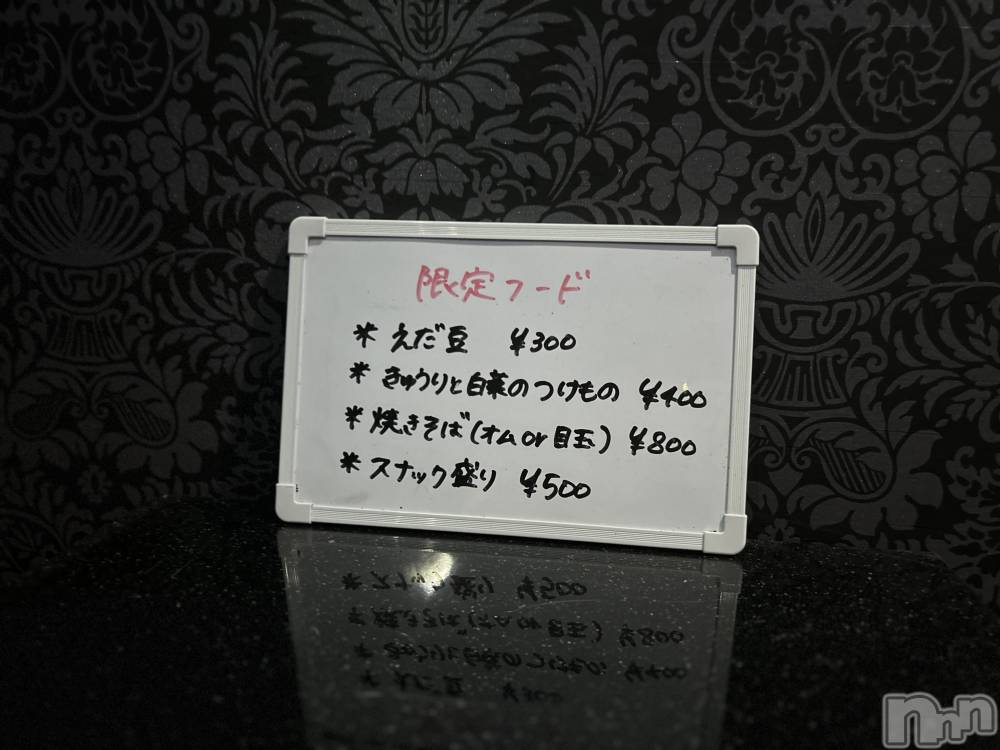 限定フード
* えだ豆 ¥300
* きゅうりと白菜のつけもの ¥400
* 焼きそば(オムor目玉) ¥800
* スナック盛り ¥500
nnn